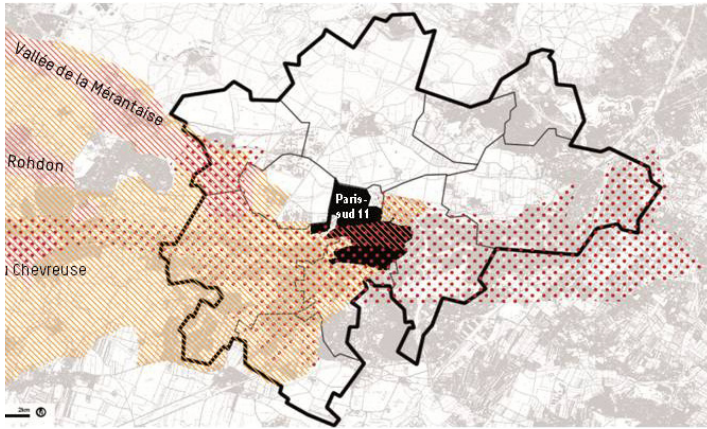 Vallée de la Mérantaise
Rohdon
Paris-
sud 11
Chevreuse
2km